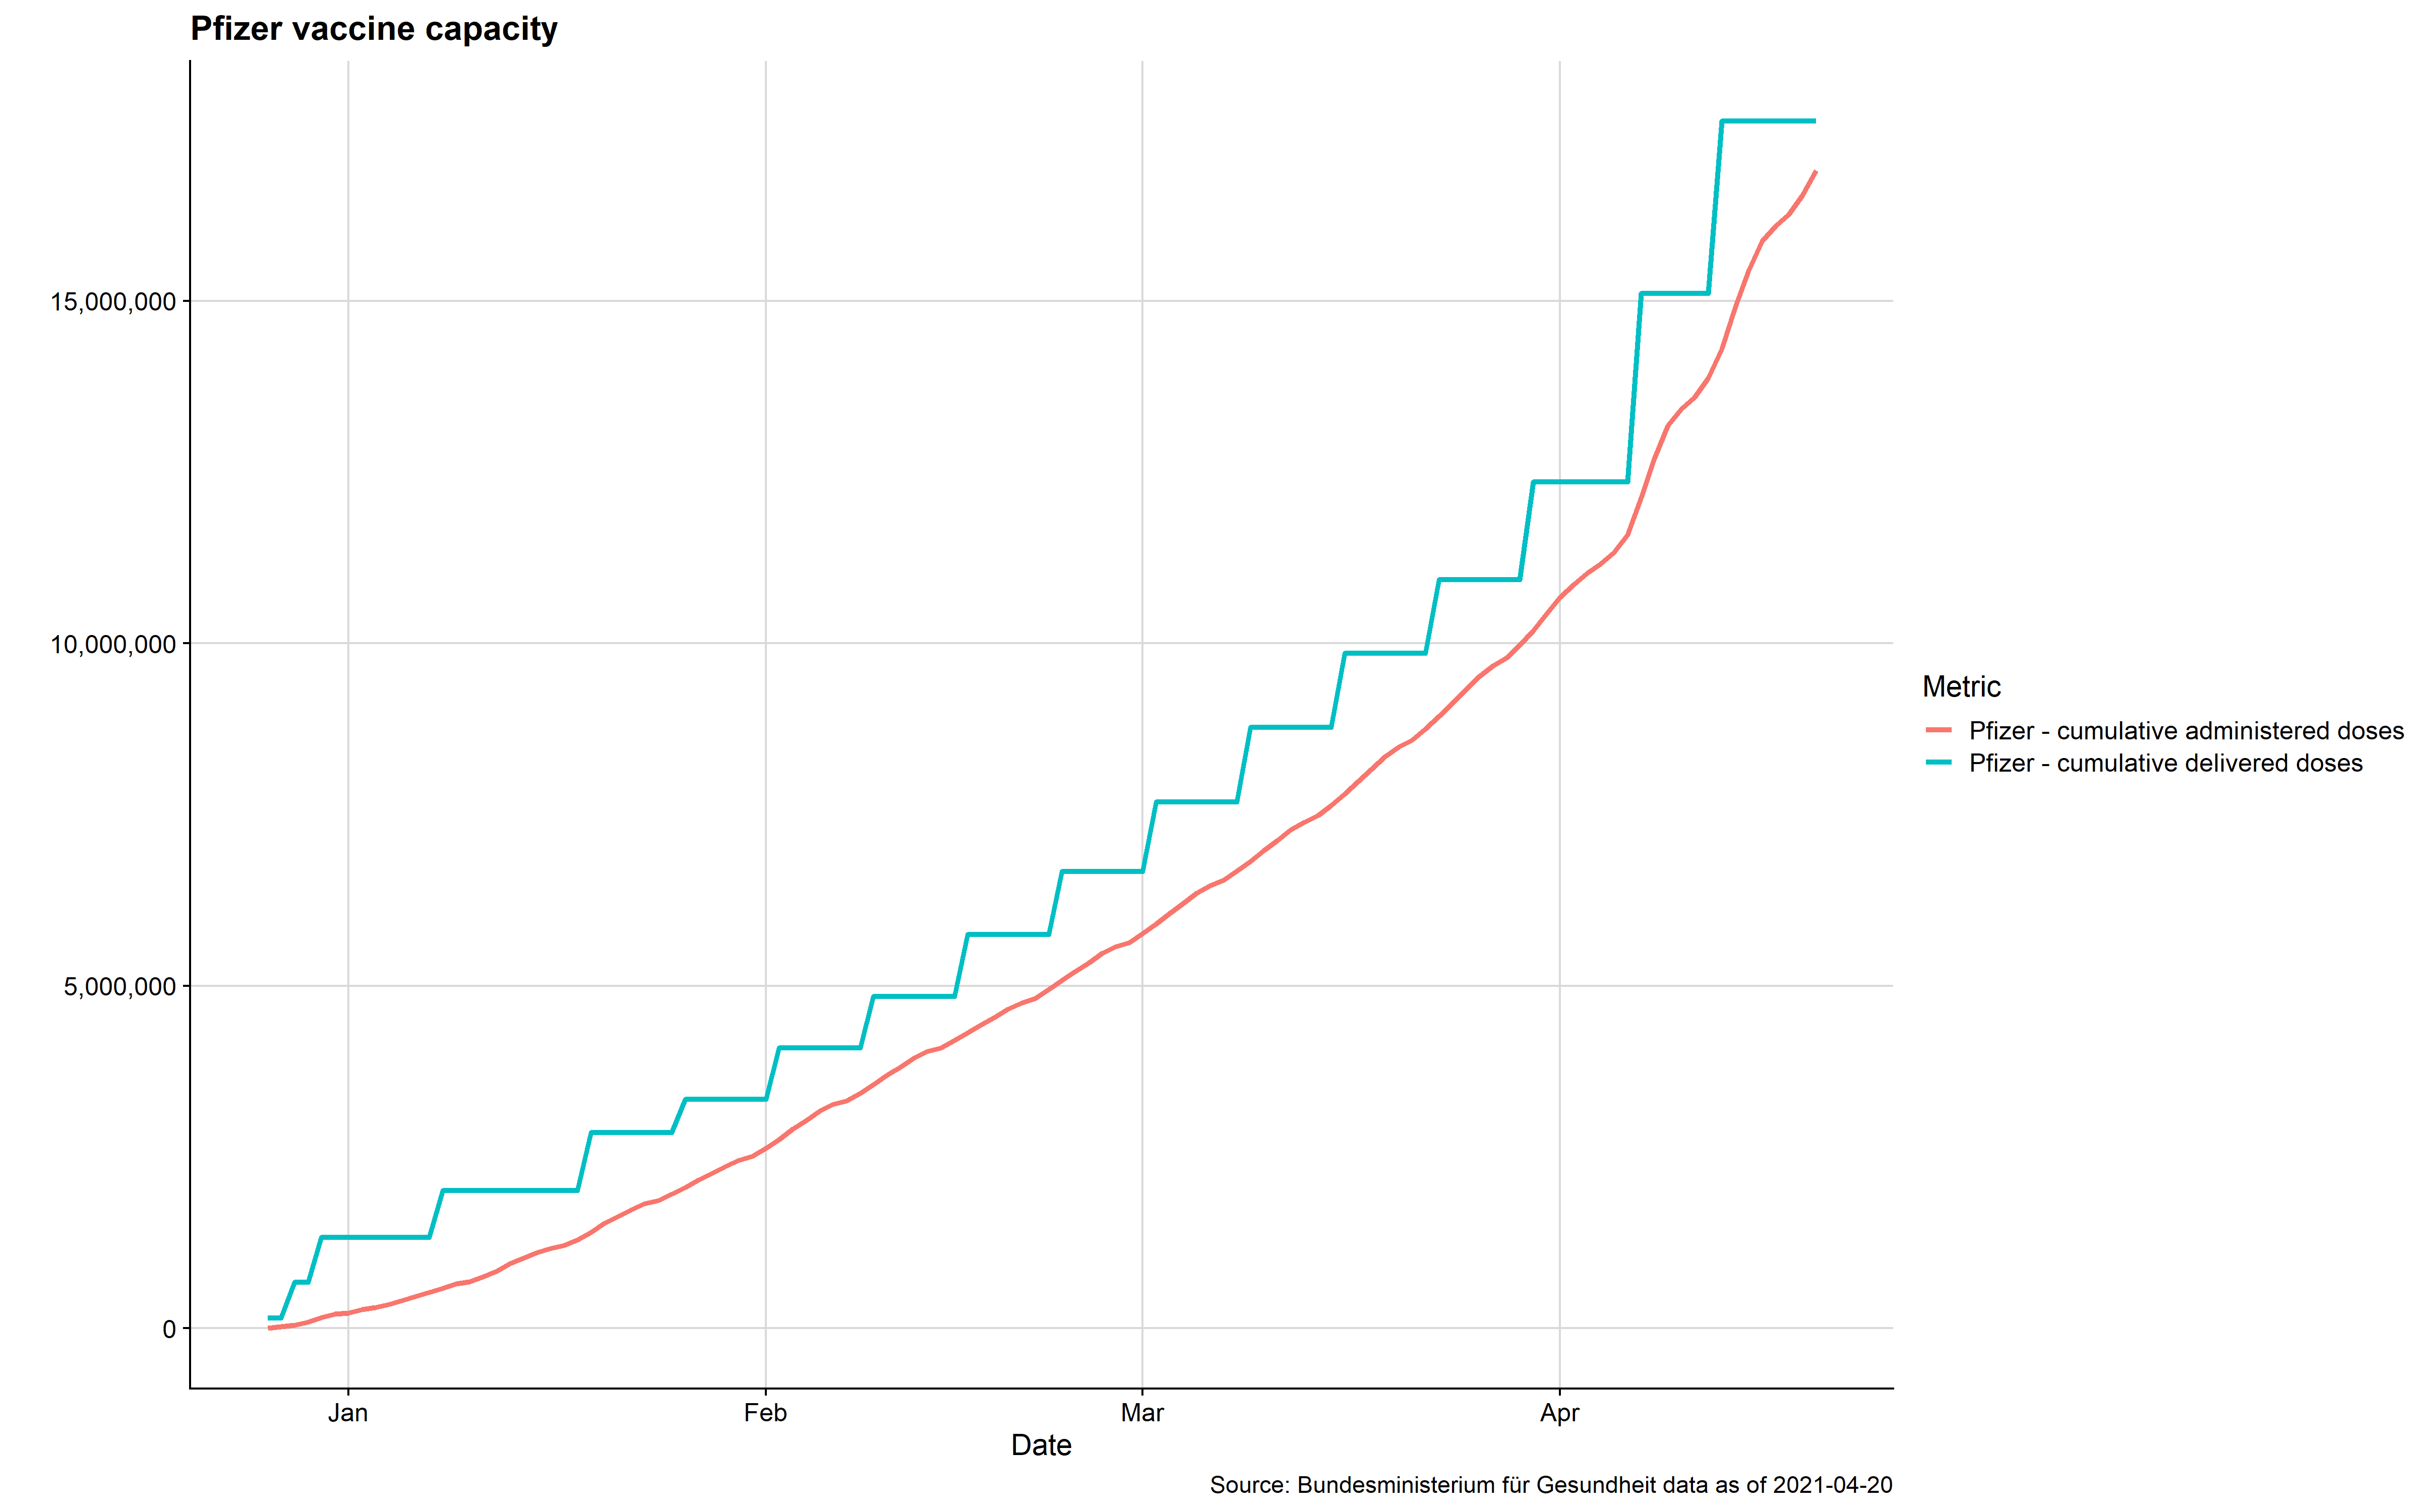 Pfizer vaccine capacity
15,000,000
10,000,000
5,000,000
0
Jan Feb Mar Apr
Date
Metric
Pfizer - cumulative administered doses
Pfizer - cumulative delivered doses
Source: Bundesministerium für Gesundheit data as of 2021-04-20